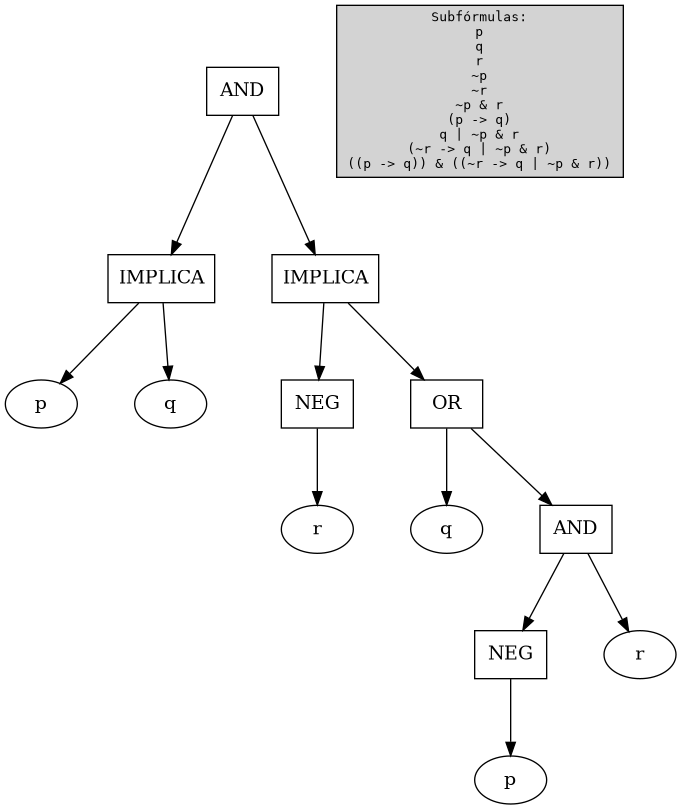 Subfórmulas:
p
q
r
~p
~r
~p & r
(p -> q)
q | ~p & r
(~r -> q | ~p & r)
((p -> q)) & ((~r -> q | ~p & r))
AND
IMPLICA
IMPLICA
p
q
NEG
OR
r
q
AND
NEG
r
p